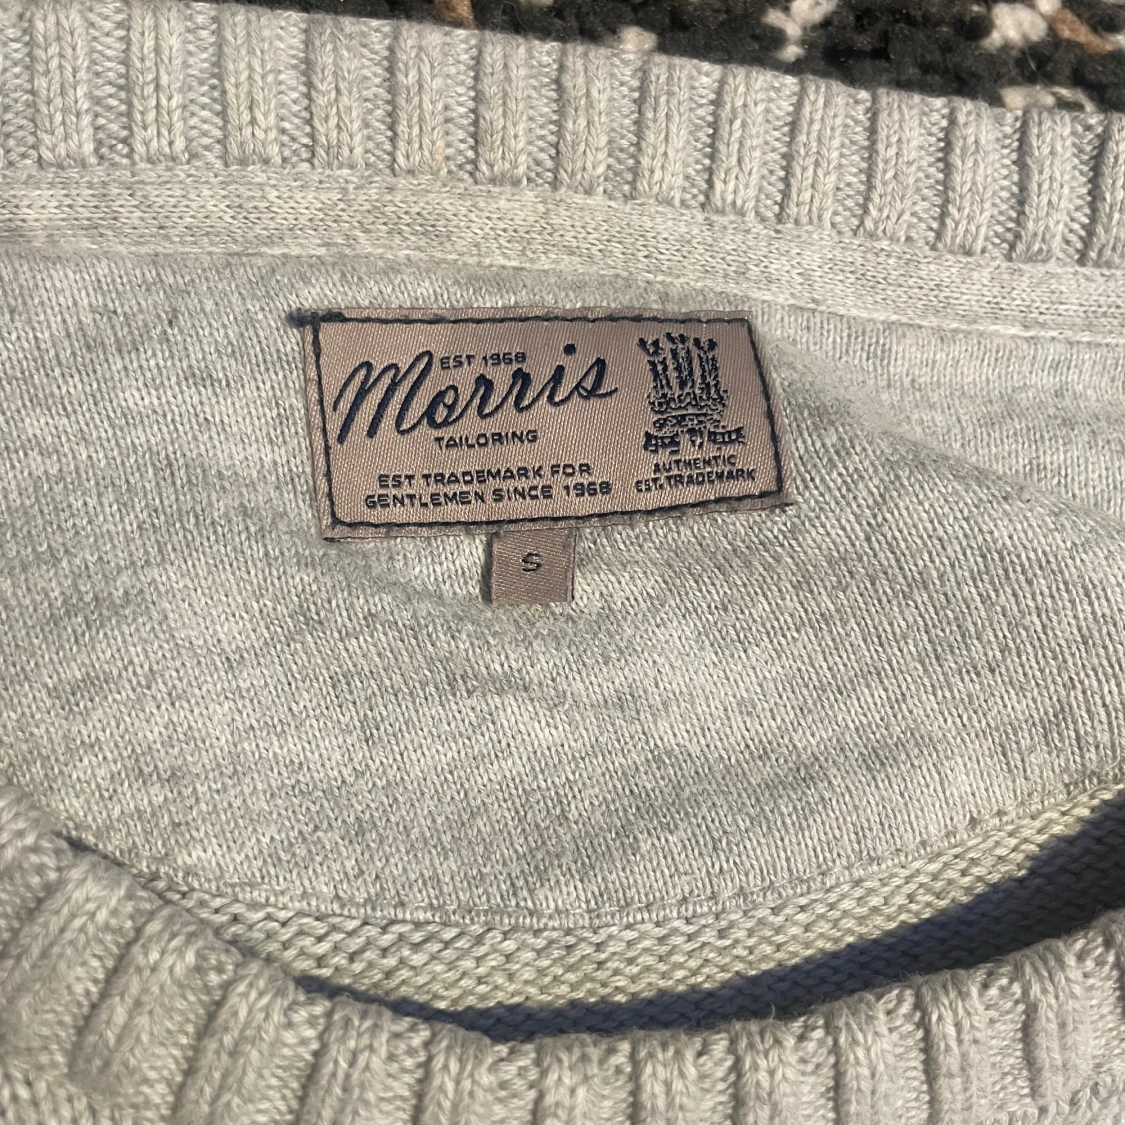 EST 1968
Morris
TAILORING
EST TRADEMARK FOR
GENTLEMEN SINCE 1968
AUTHENTIC
EST. TRADEMARK
S